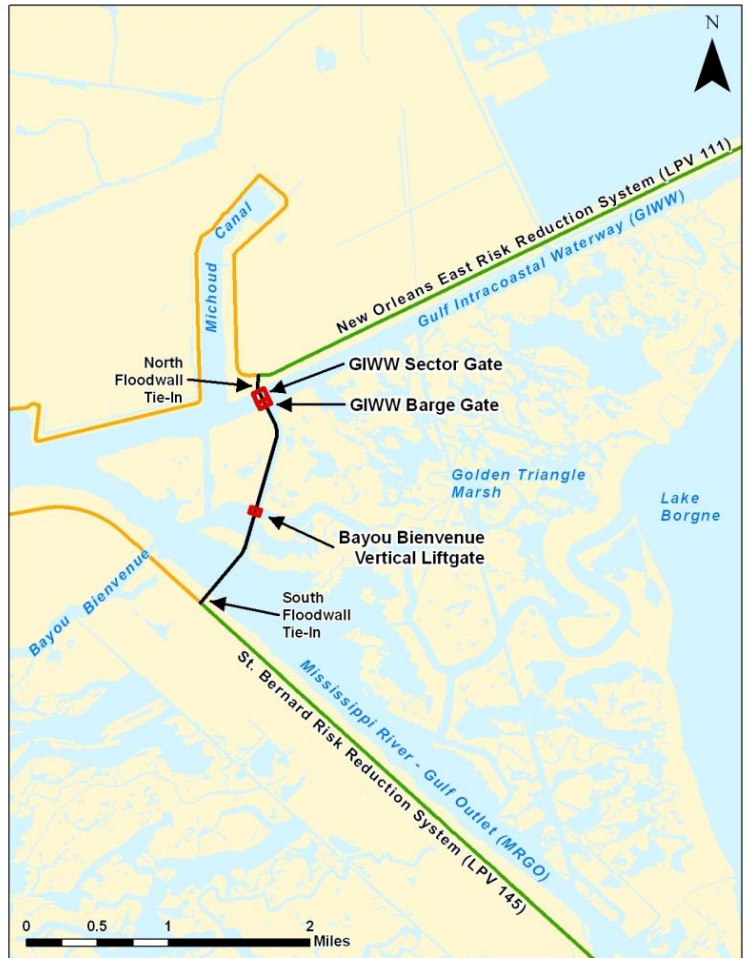 N
Michoud Canal
New Orleans East Risk Reduction System (LPV 111)
Gulf Intracoastal Waterway (GIWW)
North
Floodwall
Tie-In
GIWW Sector Gate
GIWW Barge Gate
Golden Triangle
Marsh
Lake
Borgne
Bayou Bienvenue
Vertical Liftgate
Bayou Bienvenue
South
Floodwall
Tie-In
Mississippi River - Gulf Outlet (MRGO)
St. Bernard Risk Reduction System (LPV 145)
0 0.5 1 2
Miles